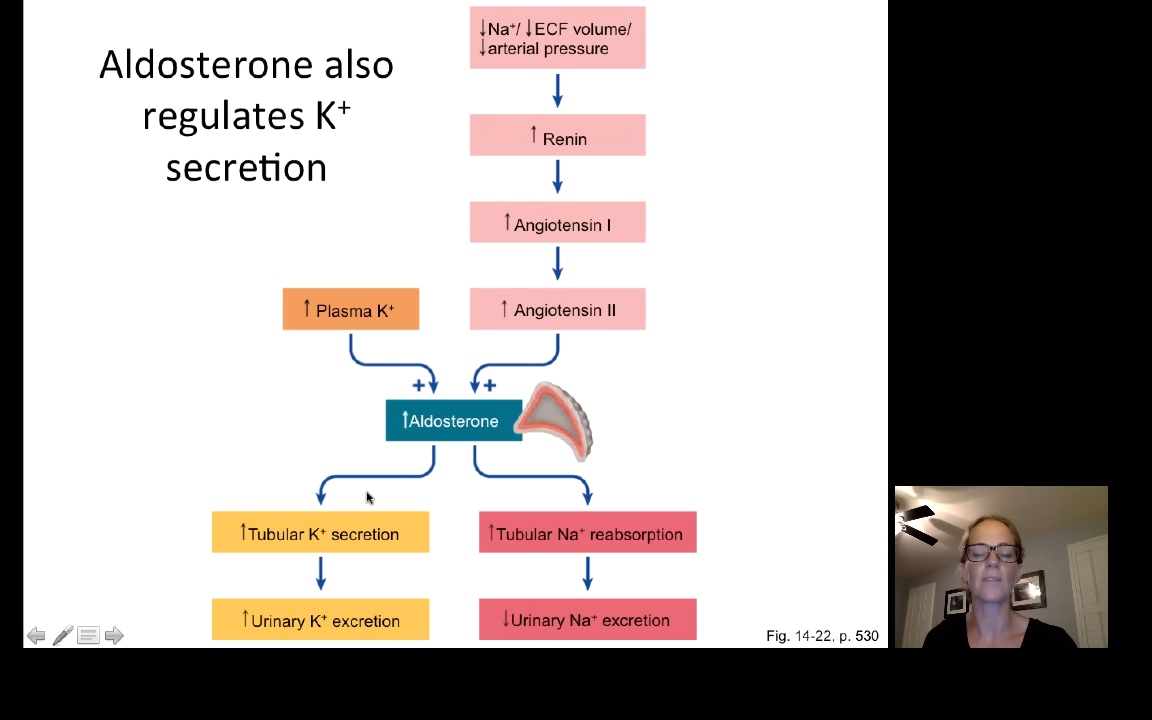 Aldosterone also
regulates K⁺
secretion
↓Na⁺/ ↓ECF volume/
↓arterial pressure
↑ Renin
↑ Angiotensin I
↑ Plasma K⁺
↑ Angiotensin II
+
+
↑Aldosterone
↑Tubular K⁺ secretion
↑Tubular Na⁺ reabsorption
↑Urinary K⁺ excretion
↓Urinary Na⁺ excretion
Fig. 14-22, p. 530